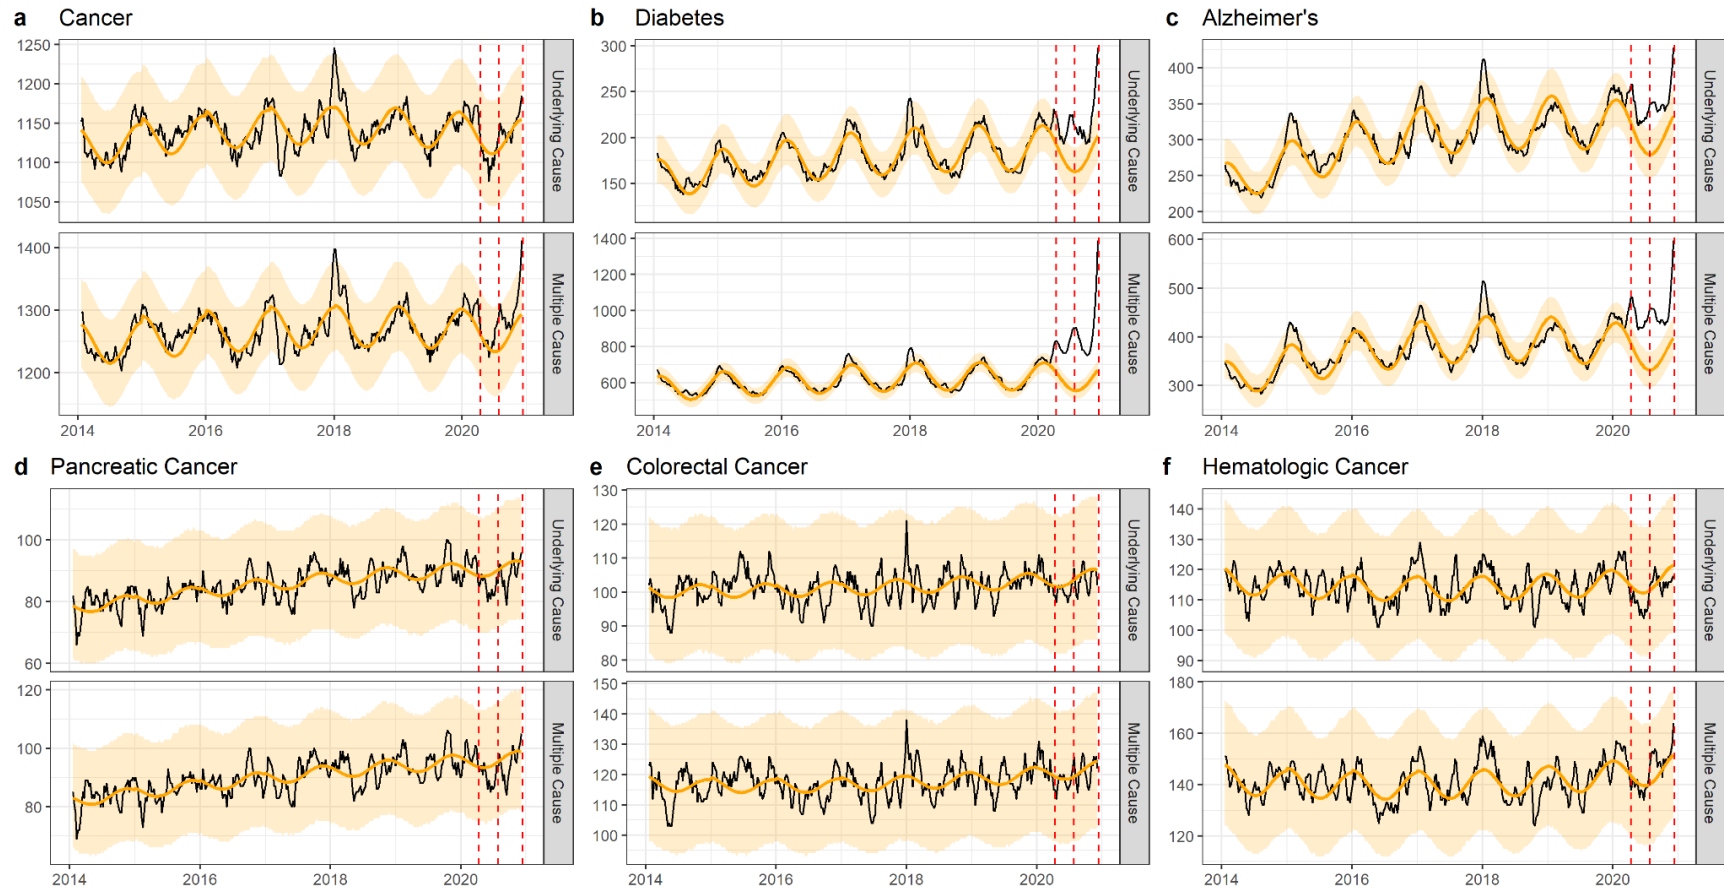 a Cancer
b Diabetes
c Alzheimer's
1250
1200
1150
1100
1050
Underlying Cause
300
250
200
150
Underlying Cause
400
350
300
250
200
Underlying Cause
1400
1300
1200
Multiple Cause
1400
1200
1000
800
600
Multiple Cause
600
500
400
300
Multiple Cause
2014 2016 2018 2020
2014 2016 2018 2020
2014 2016 2018 2020
d Pancreatic Cancer
e Colorectal Cancer
f Hematologic Cancer
100
80
60
Underlying Cause
130
120
110
100
90
80
Underlying Cause
140
130
120
110
100
90
Underlying Cause
120
100
80
Multiple Cause
150
140
130
120
110
100
Multiple Cause
180
160
140
120
Multiple Cause
2014 2016 2018 2020
2014 2016 2018 2020
2014 2016 2018 2020